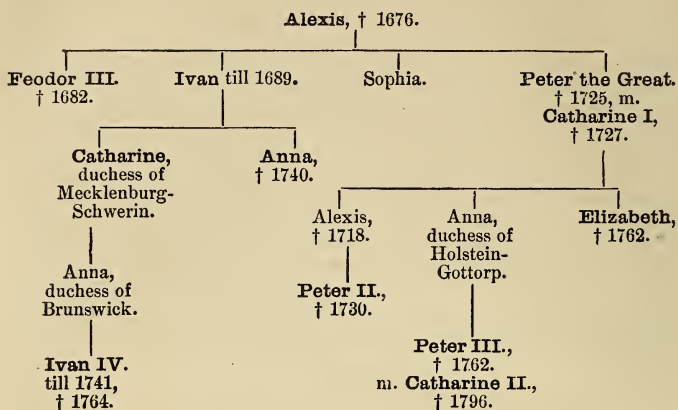 Alexis, † 1676.
Feodor III. Ivan till 1689. Sophia. Peter the Great.
† 1682. † 1725, m.
Catharine I,
† 1727.
Catharine, Anna,
duchess of † 1740.
Mecklenburg-
Schwerin.
Alexis, Anna, Elizabeth,
† 1718. duchess of † 1762.
Holstein-
Gottorp.
Anna,
duchess of
Brunswick.
Peter II.,
† 1730.
Ivan IV.
till 1741,
† 1764.
Peter III.,
† 1762.
m. Catharine II.,
† 1796.